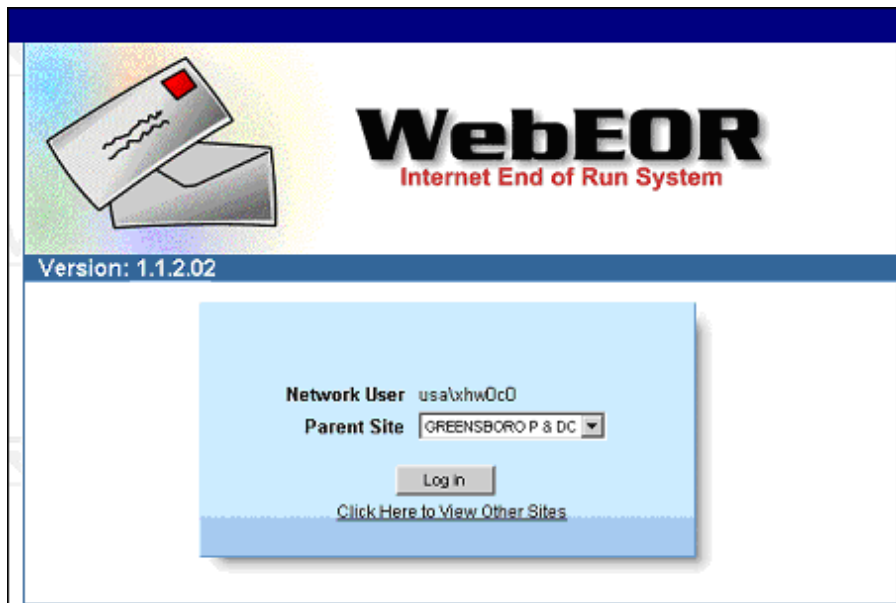 WebEOR
Internet End of Run System
Version: 1.1.2.02
Network User usa\xhw0c0
Parent Site GREENSBORO P & DC
Log In
Click Here to View Other Sites